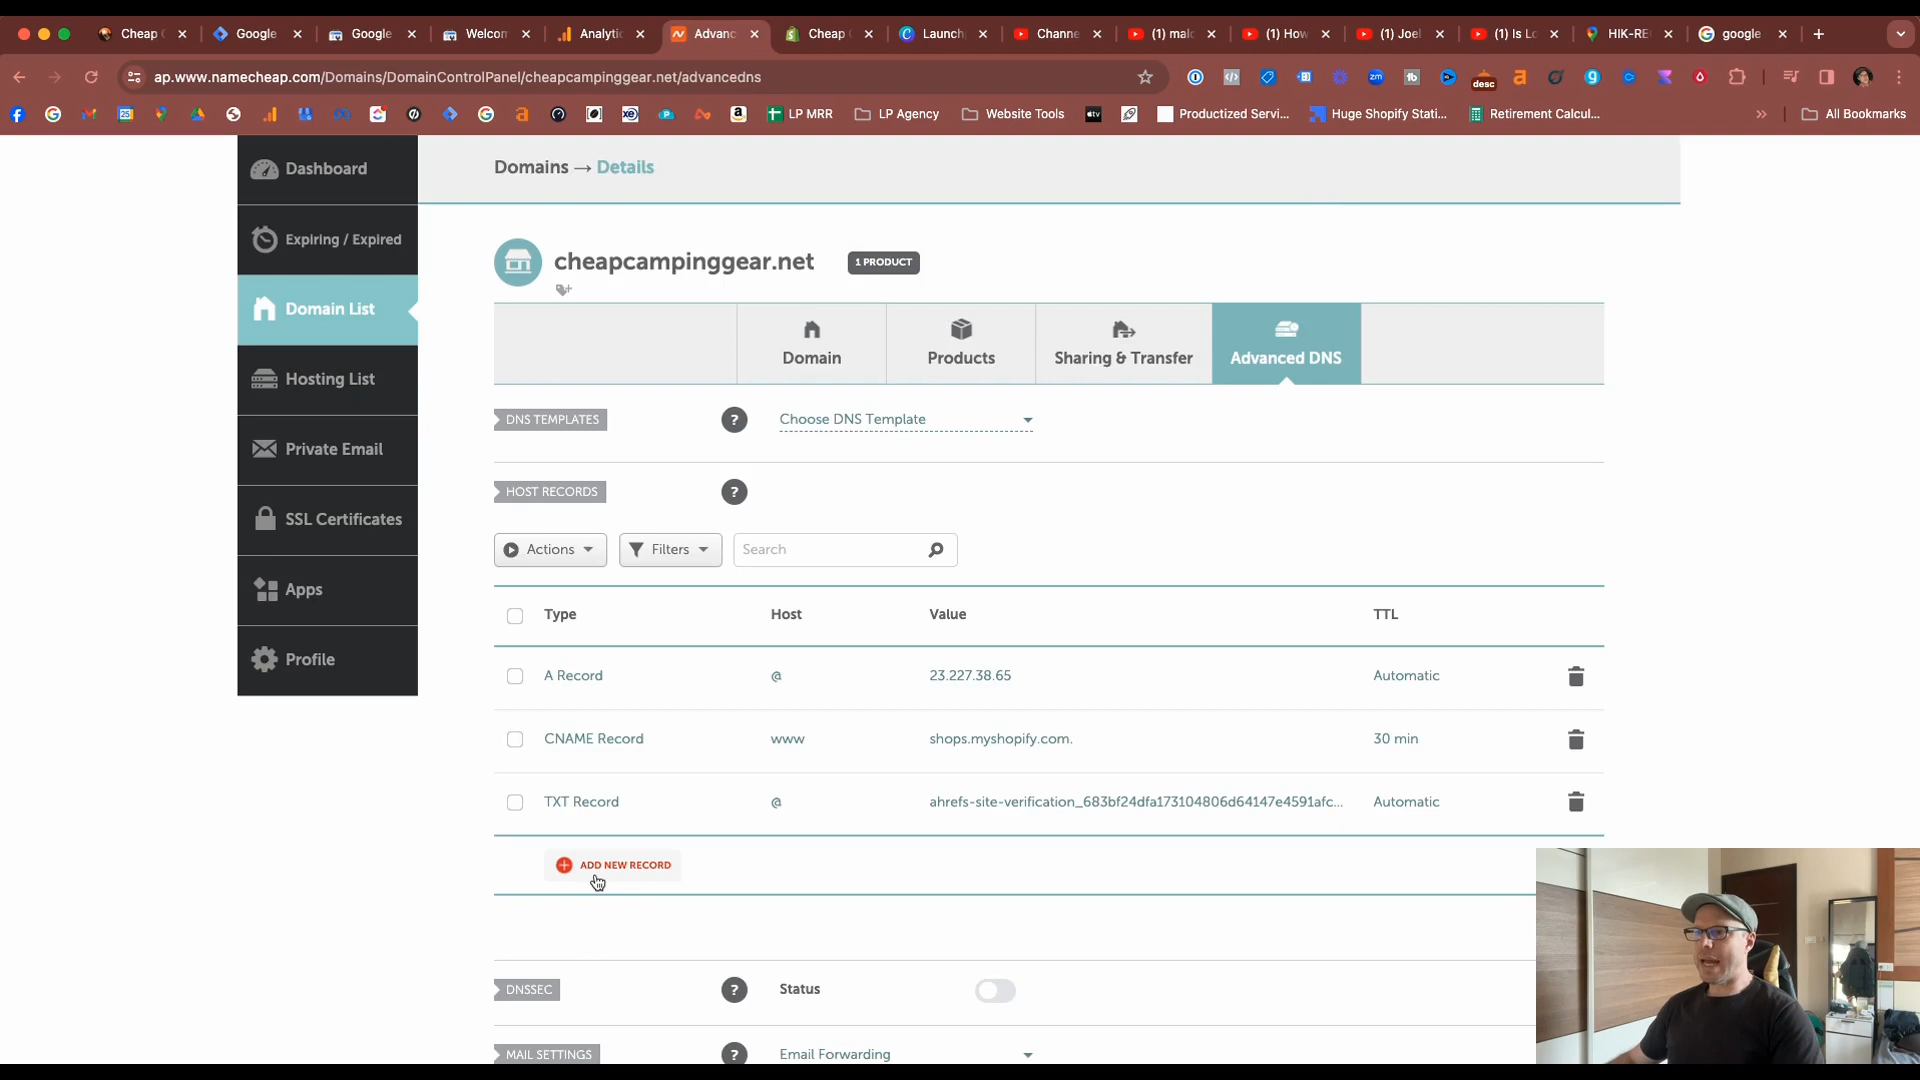 Cheap
Google
Google
Welcom
Analytic
Advanc
Cheap
Launch
Channe
(1) malc
(1) How
(1) Joel
(1) Is Lo
HIK-RE
google
ap.www.namecheap.com/Domains/DomainControlPanel/cheapcampinggear.net/advanceddns
desc
LP MRR
LP Agency
Website Tools
Productized Servi...
Huge Shopify Stati...
Retirement Calcul...
All Bookmarks
Dashboard
Expiring / Expired
Domain List
Hosting List
Private Email
SSL Certificates
Apps
Profile
Domains → Details
cheapcampinggear.net
1 PRODUCT
Domain
Products
Sharing & Transfer
Advanced DNS
DNS TEMPLATES
?
Choose DNS Template
HOST RECORDS
?
Actions
Filters
Search
Type Host Value TTL
A Record @ 23.227.38.65 Automatic
CNAME Record www shops.myshopify.com. 30 min
TXT Record @ ahrefs-site-verification_683bf24dfa173104806d64147e4591afc... Automatic
ADD NEW RECORD
DNSSEC
?
Status
MAIL SETTINGS
?
Email Forwarding